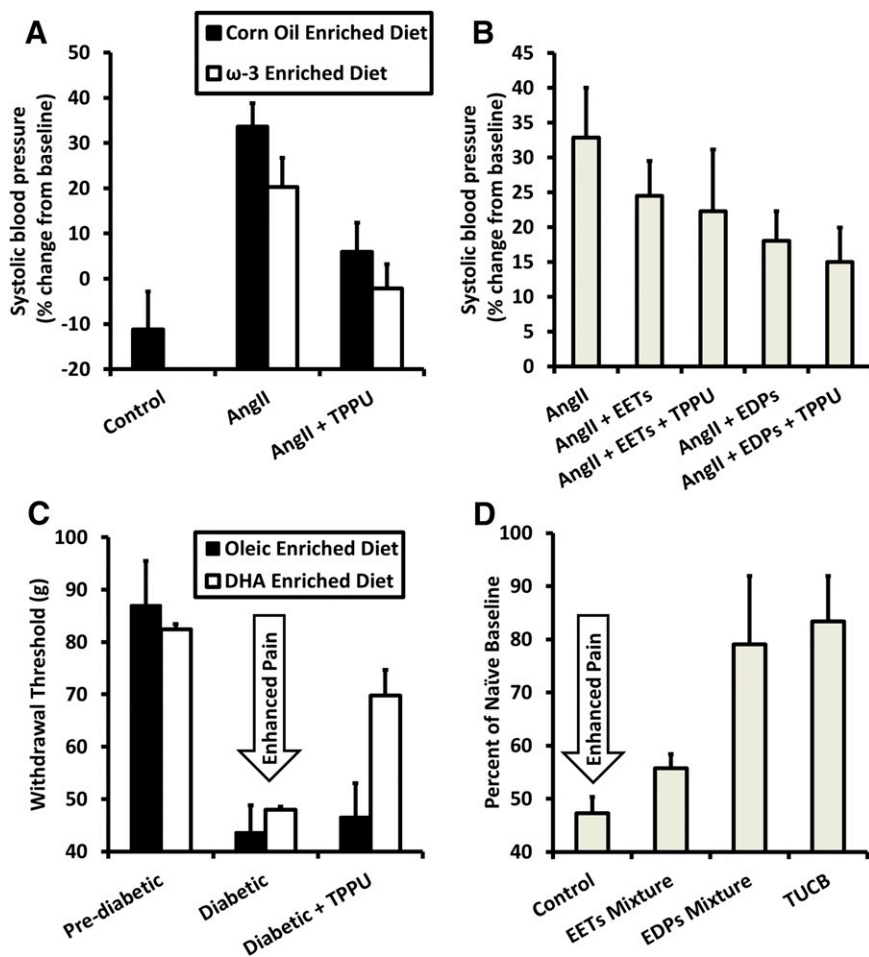 A
Corn Oil Enriched Diet
ω-3 Enriched Diet
Systolic blood pressure
(% change from baseline)
50
40
30
20
10
0
-10
-20
Control
AngII
AngII + TPPU
B
Systolic blood pressure
(% change from baseline)
45
40
35
30
25
20
15
10
5
0
AngII
AngII + EETs
AngII + EETs + TPPU
AngII + EDPs
AngII + EDPs + TPPU
C
Oleic Enriched Diet
DHA Enriched Diet
Withdrawal Threshold (g)
100
90
80
70
60
50
40
Enhanced Pain
Pre-diabetic
Diabetic
Diabetic + TPPU
D
Percent of Naïve Baseline
100
90
80
70
60
50
40
Enhanced Pain
Control
EETs Mixture
EDPs Mixture
TUCB